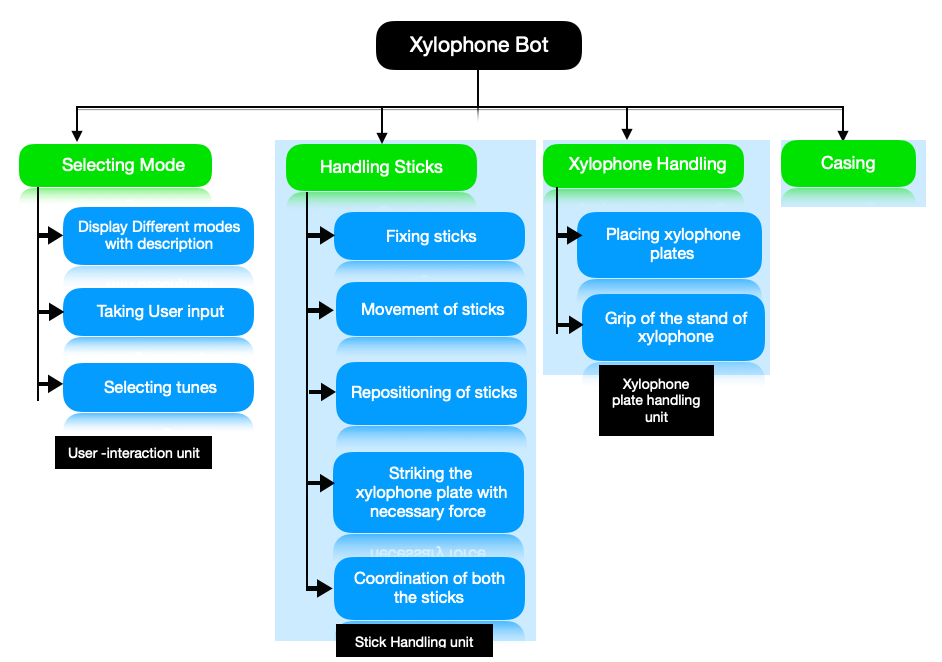 Xylophone Bot
Selecting Mode
Display Different modes
with description
Taking User input
Selecting tunes
User -interaction unit
Handling Sticks
Fixing sticks
Movement of sticks
Repositioning of sticks
Striking the
xylophone plate with
necessary force
Coordination of both
the sticks
Stick Handling unit
Xylophone Handling
Placing xylophone
plates
Grip of the stand of
xylophone
Xylophone
plate handling
unit
Casing